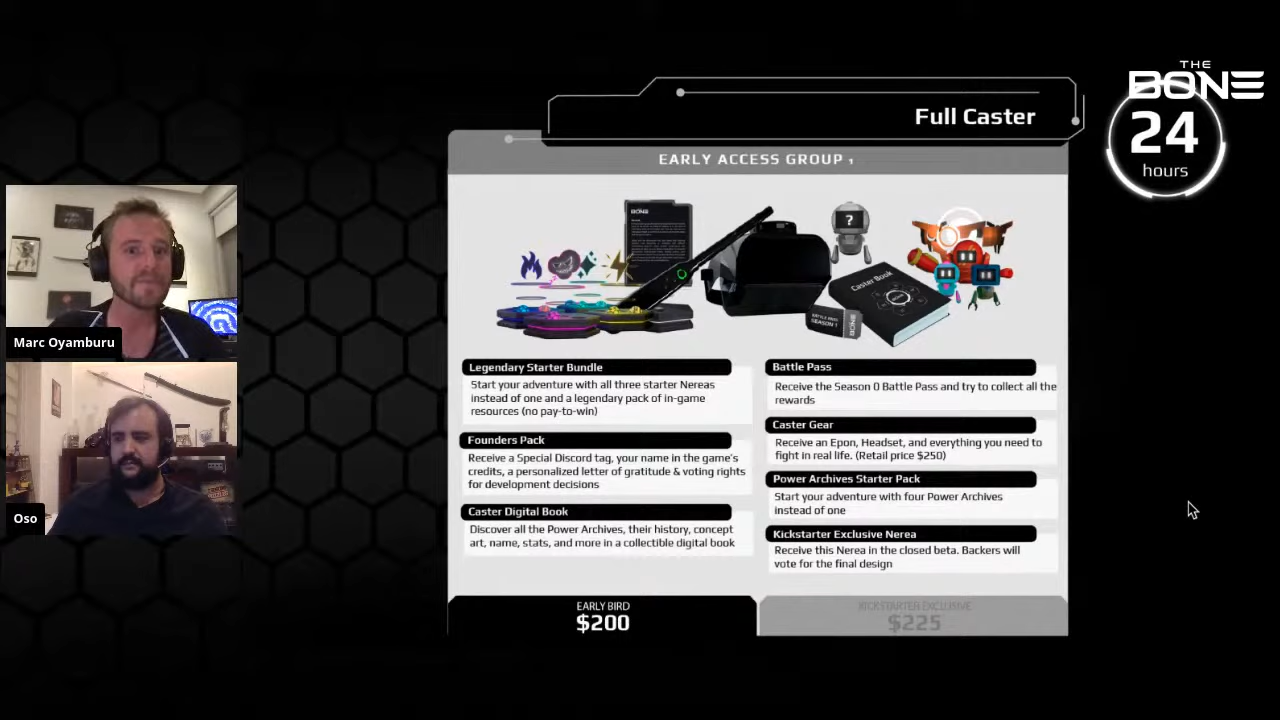 THE
BONE
24
hours
Full Caster
EARLY ACCESS GROUP 1
BONE
?
Caster Book
BATTLE PASS
SEASON 1
BONE
Marc Oyamburu
Oso
Legendary Starter Bundle
Start your adventure with all three starter Nereas
instead of one and a legendary pack of in-game
resources (no pay-to-win)
Founders Pack
Receive a Special Discord tag, your name in the game's
credits, a personalized letter of gratitude & voting rights
for development decisions
Caster Digital Book
Discover all the Power Archives, their history, concept
art, name, stats, and more in a collectible digital book
Battle Pass
Receive the Season 0 Battle Pass and try to collect all the
rewards
Caster Gear
Receive an Epon, Headset, and everything you need to
fight in real life. (Retail price $250)
Power Archives Starter Pack
Start your adventure with four Power Archives
instead of one
Kickstarter Exclusive Nerea
Receive this Nerea in the closed beta. Backers will
vote for the final design
EARLY BIRD
$200
KICKSTARTER EXCLUSIVE
$225